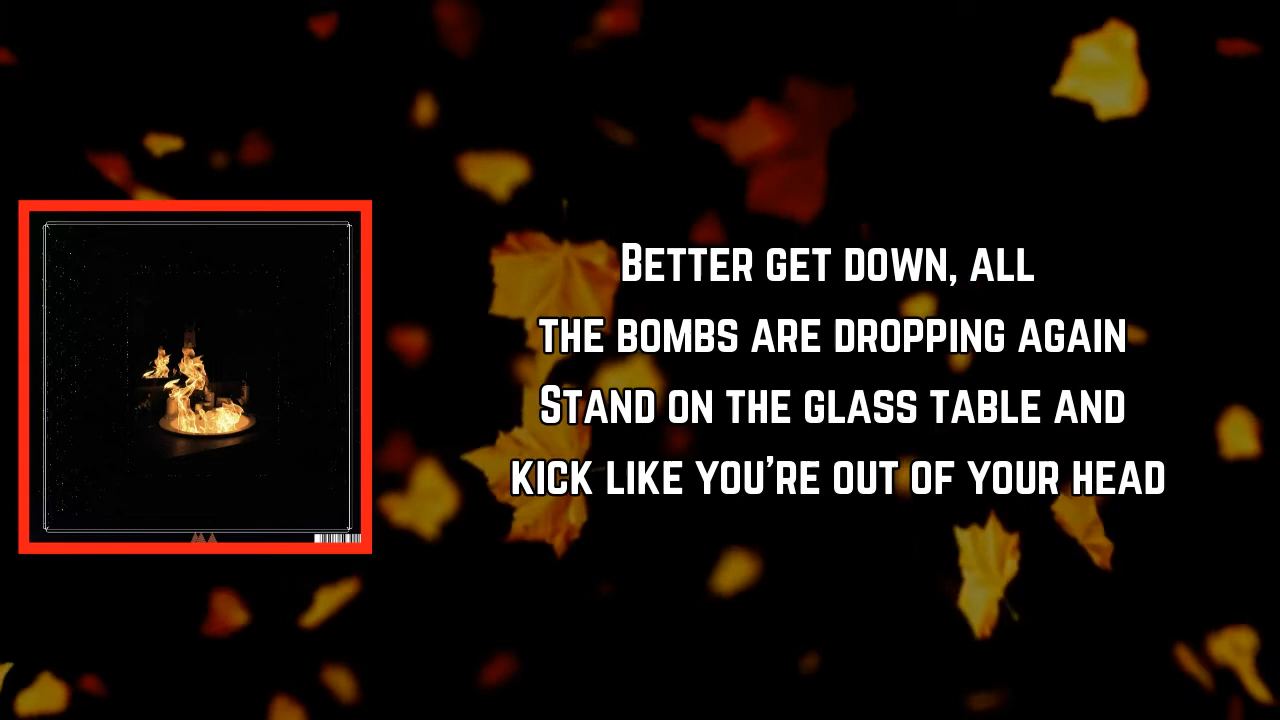 Better get down, all
the bombs are dropping again
Stand on the glass table and
kick like you're out of your head